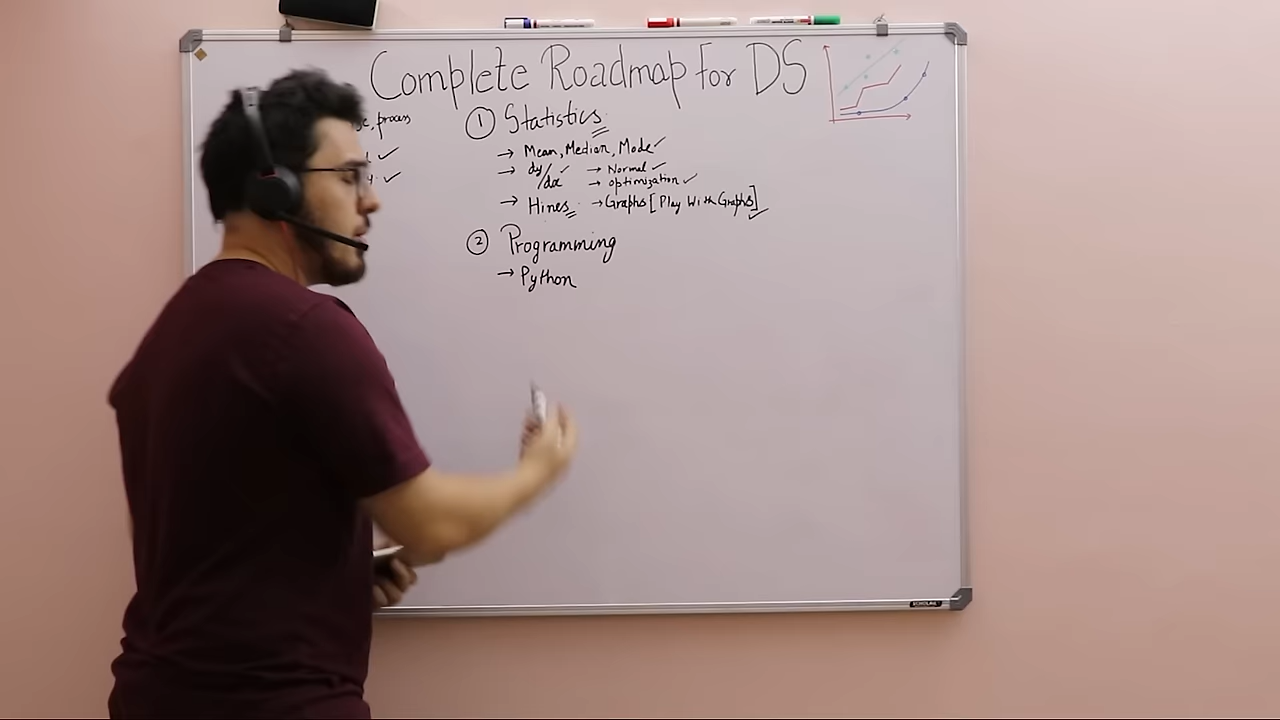 Complete Roadmap for DS
process
① Statistics
→ Mean, Median, Mode ✓
→ dy/dx ✓ → Normal ✓
→ optimization ✓
→ Hines → Graphs [Play With Graphs] ✓
② Programming
→ Python